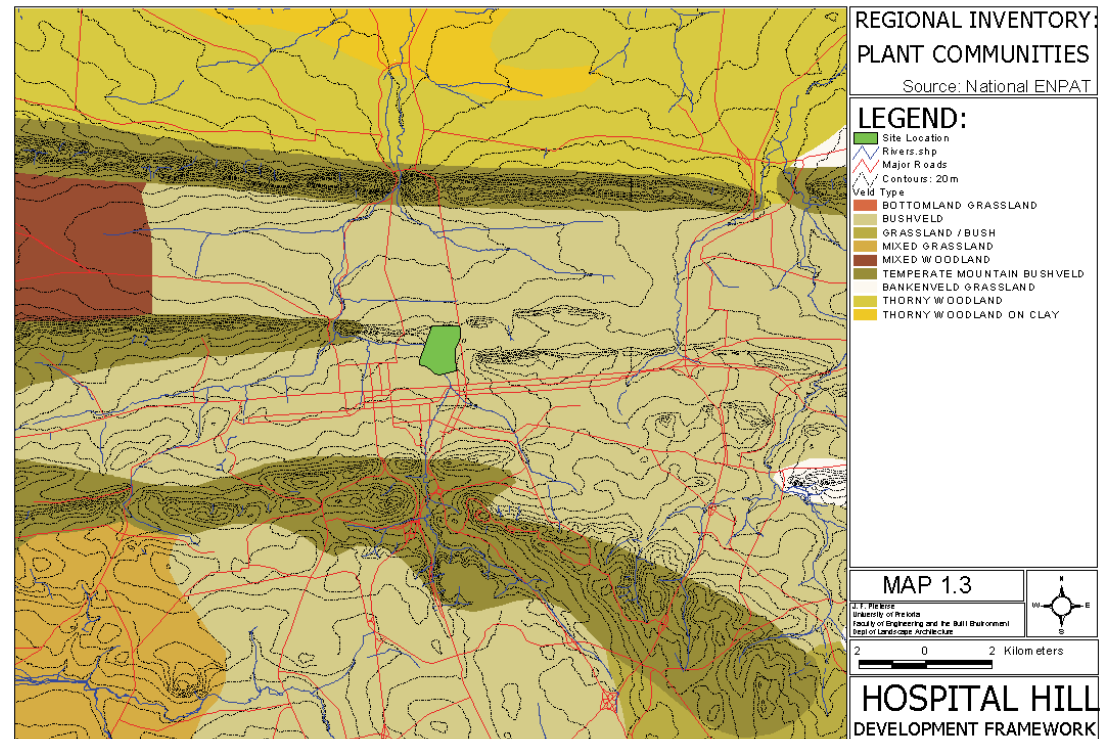 REGIONAL INVENTORY:
PLANT COMMUNITIES
Source: National ENPAT
LEGEND:
Site Location
Rivers.shp
Major Roads
Contours: 20m
Veld Type
BOTTOMLAND GRASSLAND
BUSHVELD
GRASSLAND / BUSH
MIXED GRASSLAND
MIXED WOODLAND
TEMPERATE MOUNTAIN BUSHVELD
BANKENVELD GRASSLAND
THORNY WOODLAND
THORNY WOODLAND ON CLAY
MAP 1.3
J. F. Pieterse
University of Pretoria
Faculty of Engineering and the Built Environment
Dept of Landscape Architecture
N
W E
S
2 0 2 Kilometers
HOSPITAL HILL
DEVELOPMENT FRAMEWORK